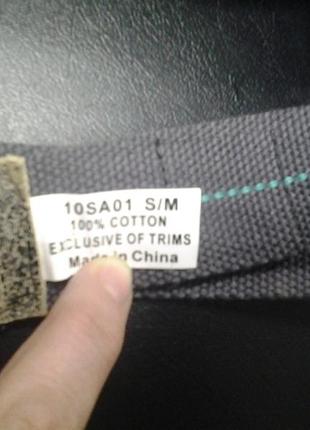 10SA01 S/M
100% COTTON
EXCLUSIVE OF TRIMS
Made in China